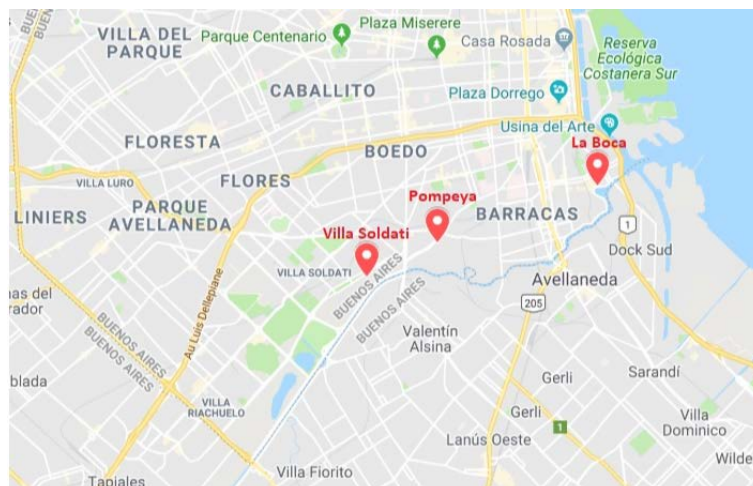 VILLA DEL
PARQUE
Parque Centenario
Plaza Miserere
Casa Rosada
Reserva
Ecológica
Costanera Sur
CABALLITO
Plaza Dorrego
Usina del Arte
FLORESTA
BOEDO
La Boca
VILLA LURO
FLORES
Pompeya
LINIERS
PARQUE
AVELLANEDA
BARRACAS
Villa Soldati
1
Dock Sud
VILLA SOLDATI
BUENOS AIRES
BUENOS AIRES
Avellaneda
205
Au Luis Dellepiane
BUENOS AIRES
BUENOS AIRES
Valentín
Alsina
Gerli
Sarandí
VILLA
RIACHUELO
Gerli
1
Villa
Dominico
Lanús Oeste
Wilde
Villa Fiorito
Tapiales